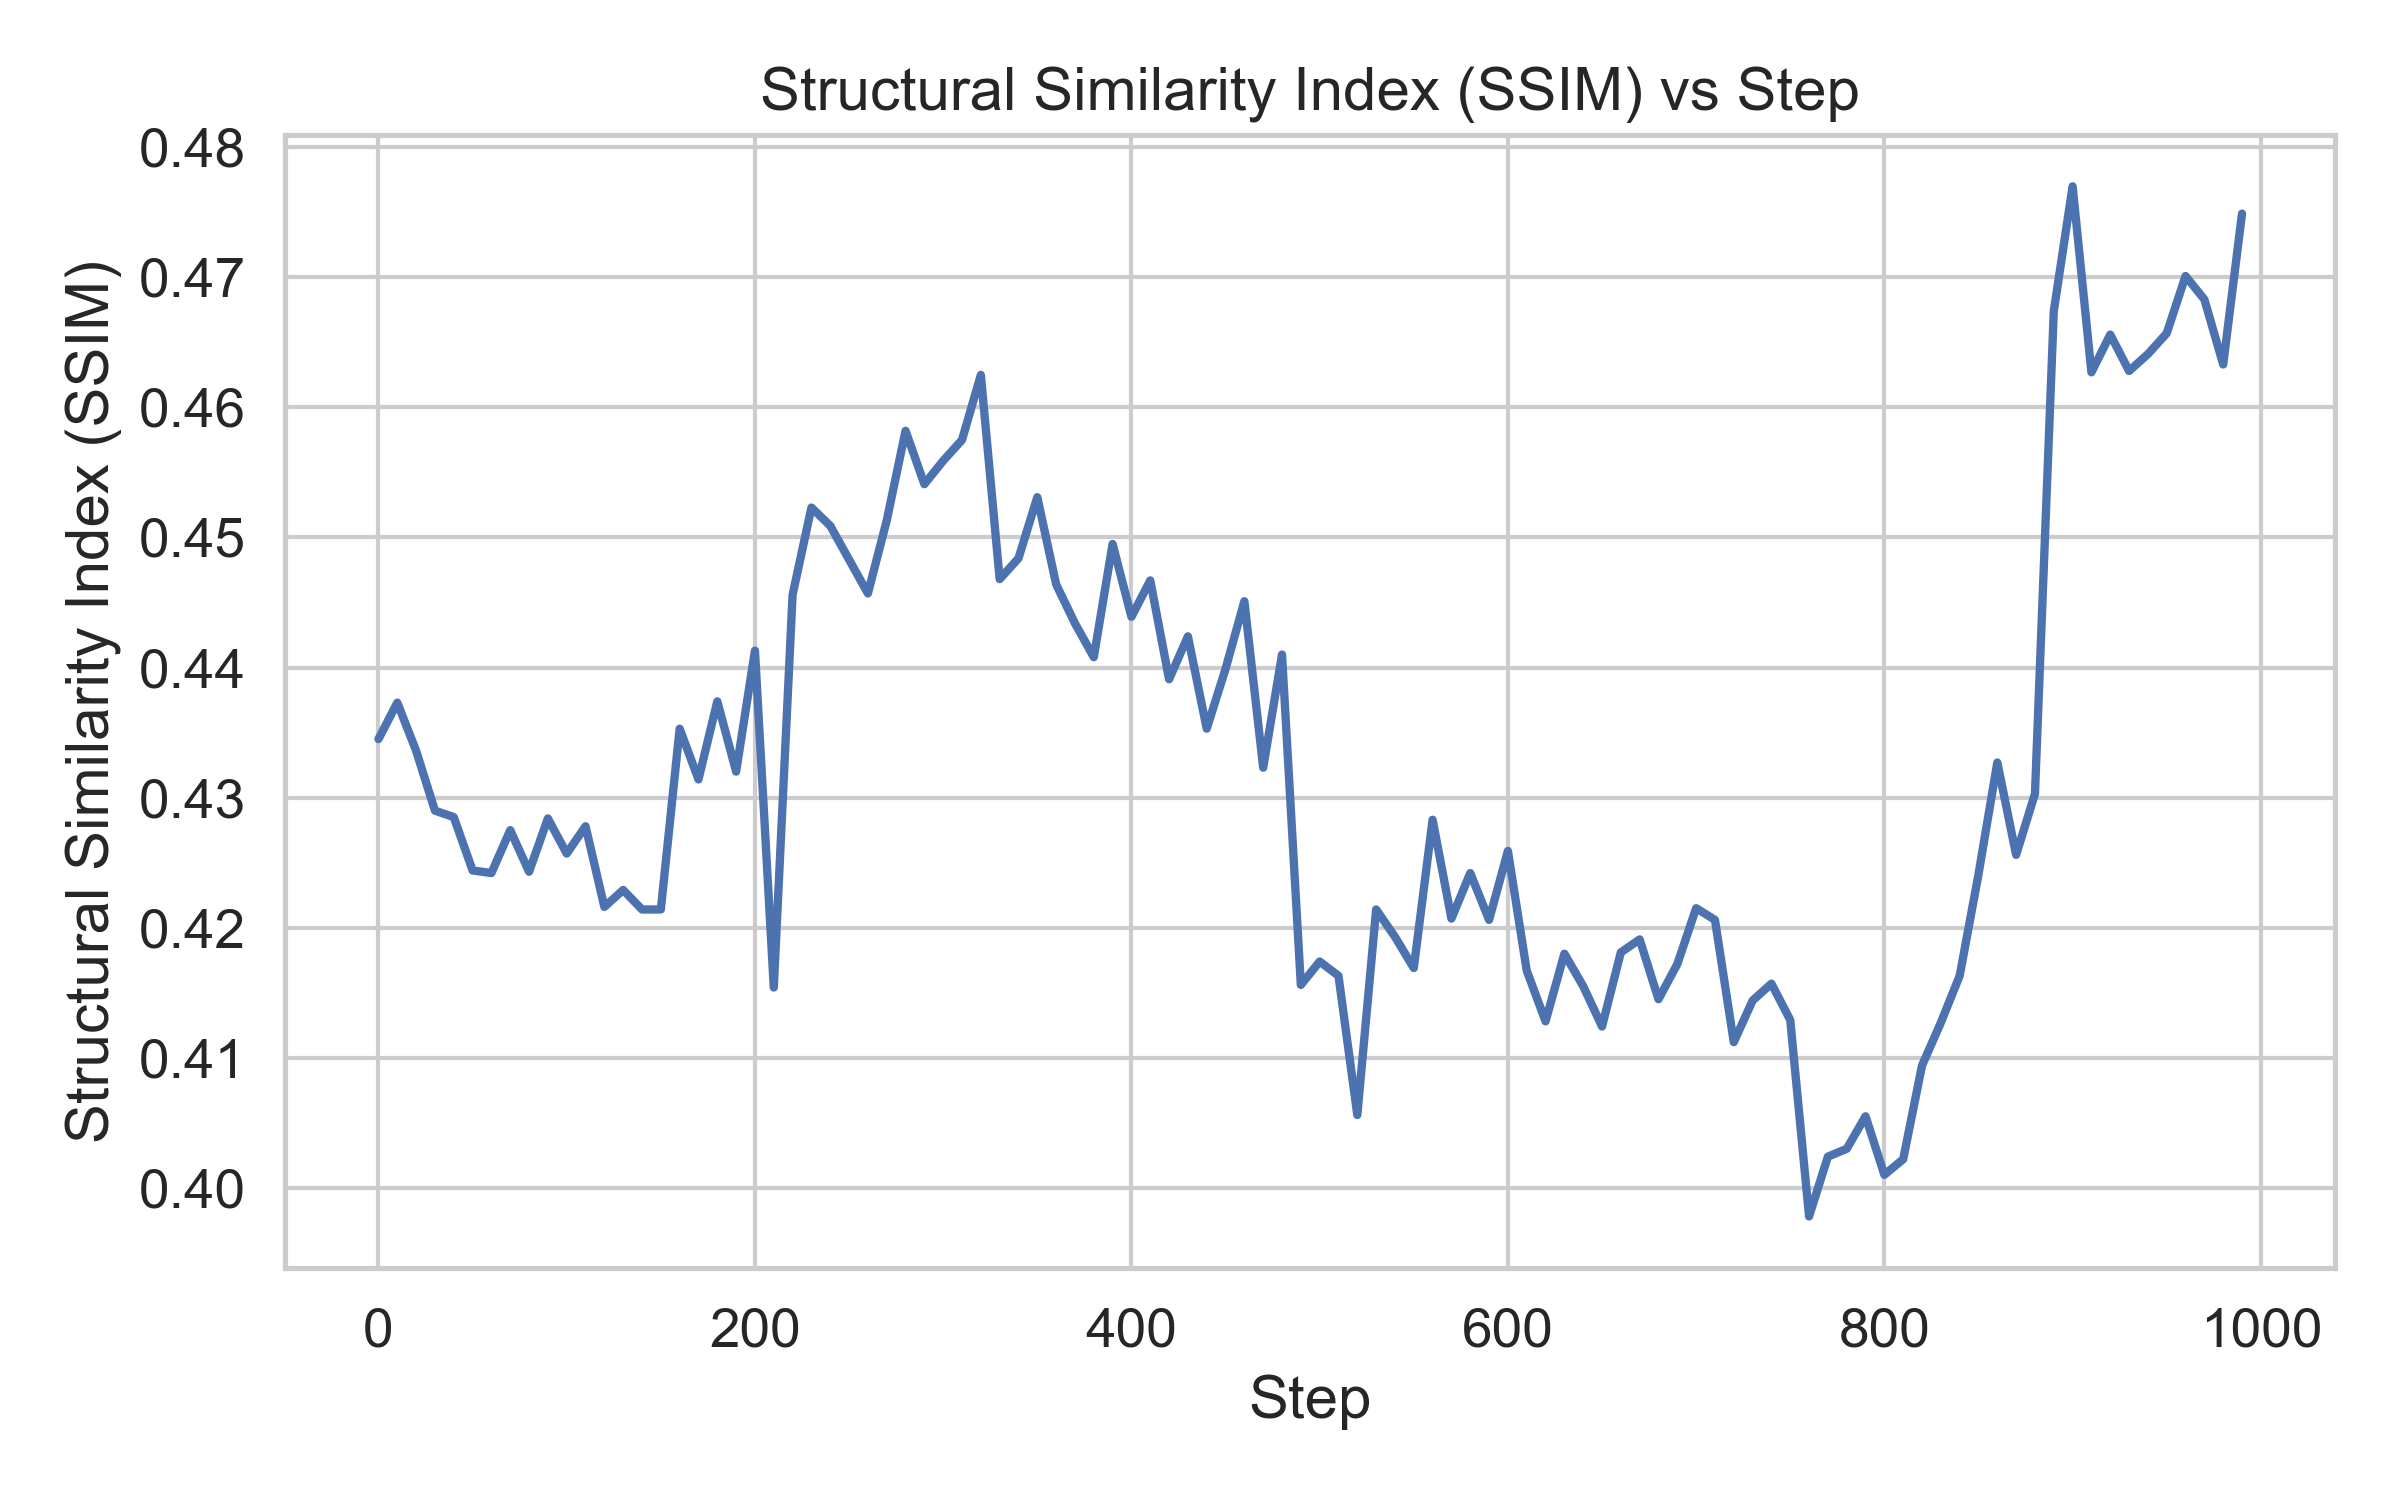 Structural Similarity Index (SSIM) vs Step
Structural Similarity Index (SSIM)
0.48
0.47
0.46
0.45
0.44
0.43
0.42
0.41
0.40
0 200 400 600 800 1000
Step